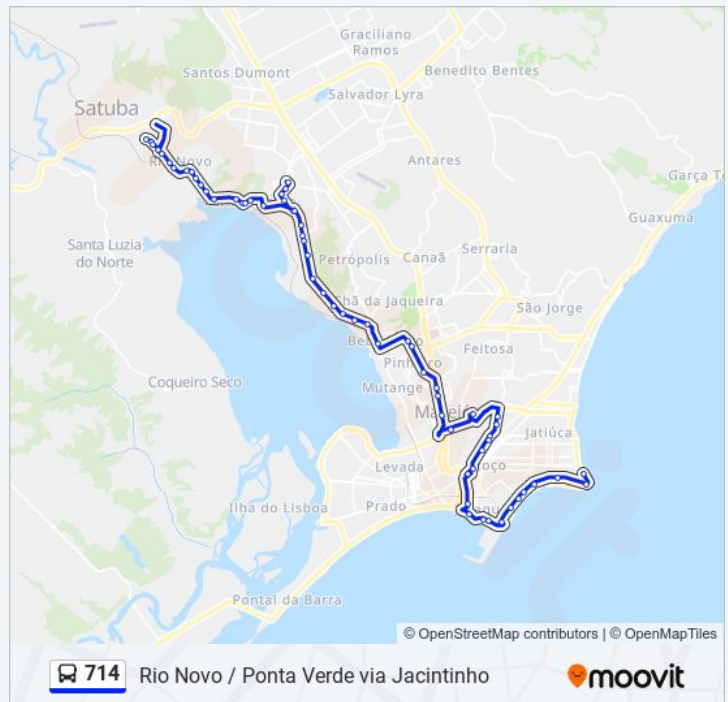 Graciliano
Ramos
Santos Dumont
Benedito Bentes
Satuba
Salvador Lyra
Antares
Rio Novo
Garça To
Guaxuma
Santa Luzia
do Norte
Serraria
Petrópolis
Canaã
São Jorge
Chã da Jaqueira
Feitosa
Pinheiro
Coqueiro Seco
Mutange
Jatiúca
Levada
Poço
Ilha do Lisboa
Prado
Pontal da Barra
© OpenStreetMap contributors | © OpenMapTiles
714 Rio Novo / Ponta Verde via Jacintinho
moovit